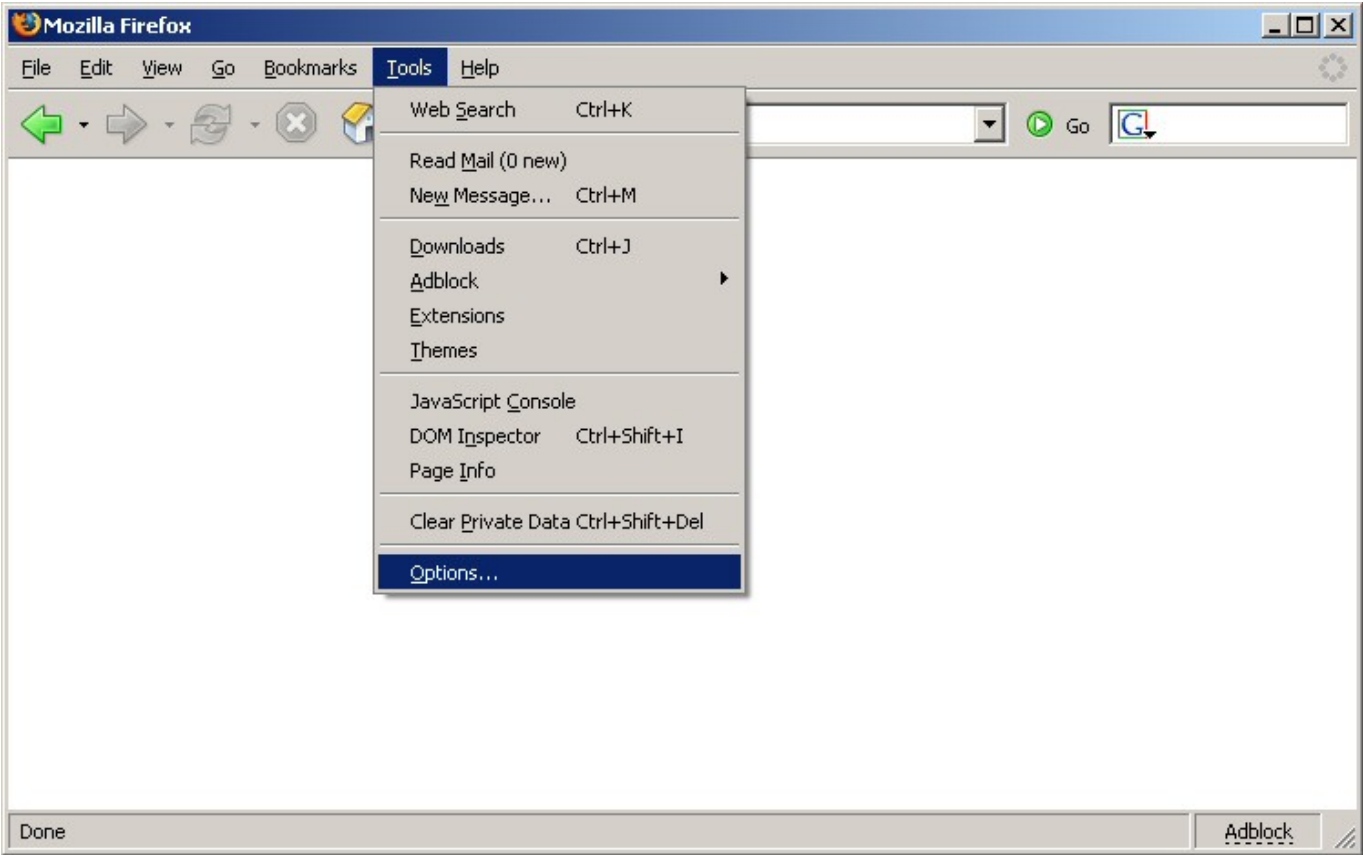 Mozilla Firefox
File Edit View Go Bookmarks Tools Help
Go G
Web Search Ctrl+K
Read Mail (0 new)
New Message... Ctrl+M
Downloads Ctrl+J
Adblock
Extensions
Themes
JavaScript Console
DOM Inspector Ctrl+Shift+I
Page Info
Clear Private Data Ctrl+Shift+Del
Options...
Done Adblock